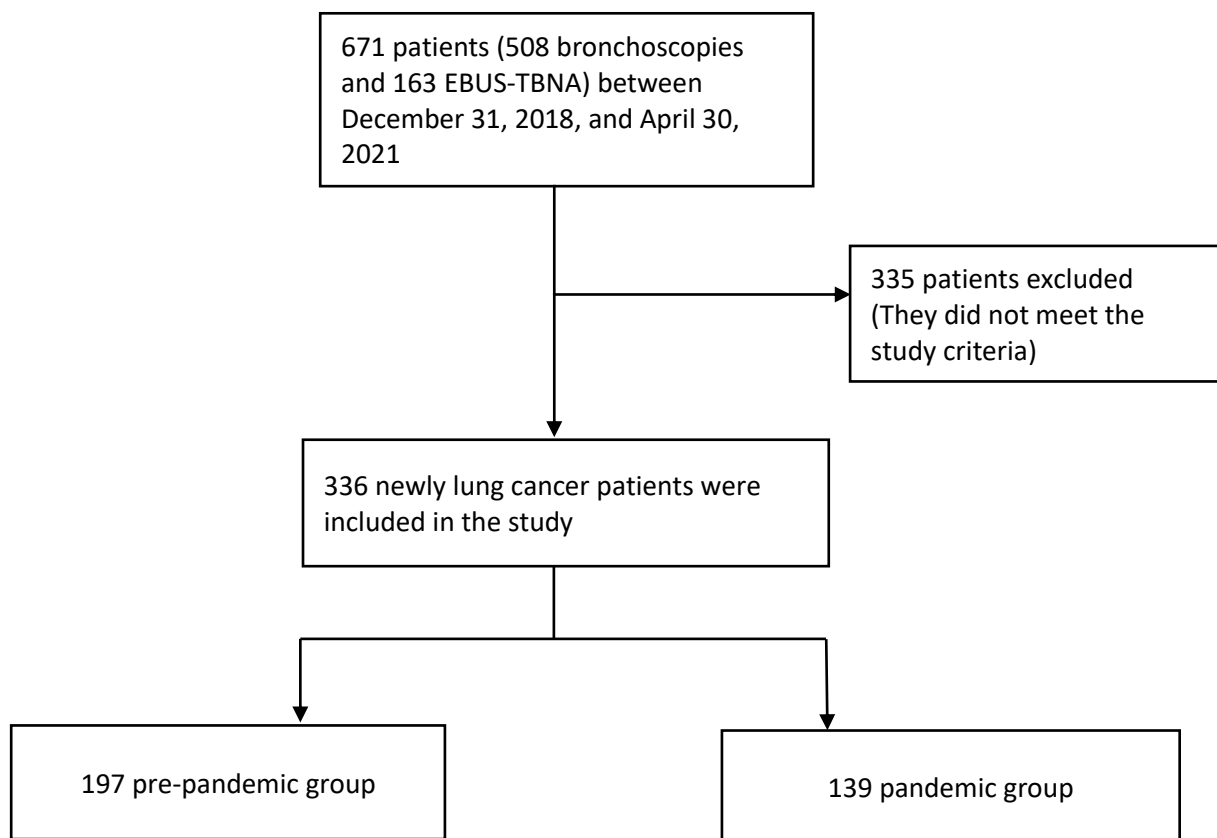 671 patients (508 bronchoscopies
and 163 EBUS-TBNA) between
December 31, 2018, and April 30,
2021
335 patients excluded
(They did not meet the
study criteria)
336 newly lung cancer patients were
included in the study
197 pre-pandemic group
139 pandemic group